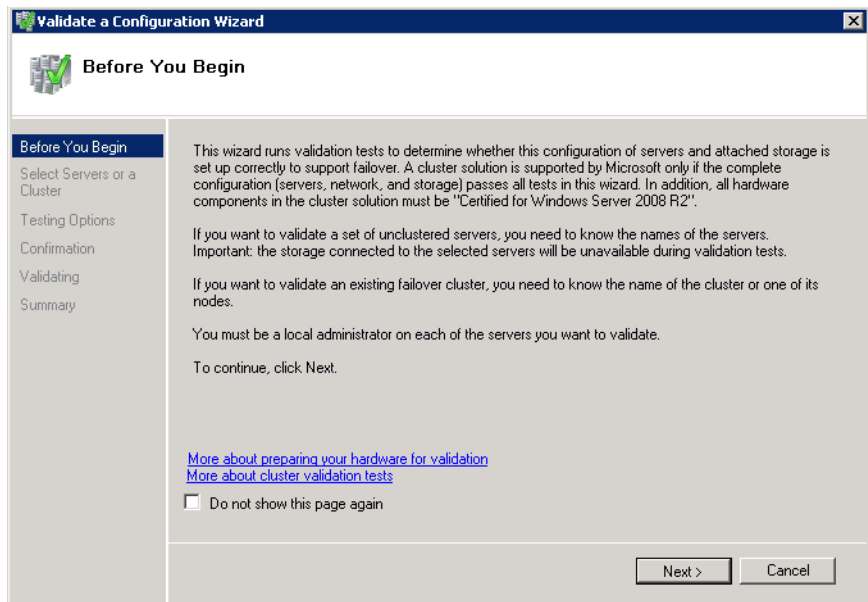 Validate a Configuration Wizard
Before You Begin
Before You Begin
Select Servers or a
Cluster
Testing Options
Confirmation
Validating
Summary
This wizard runs validation tests to determine whether this configuration of servers and attached storage is
set up correctly to support failover. A cluster solution is supported by Microsoft only if the complete
configuration (servers, network, and storage) passes all tests in this wizard. In addition, all hardware
components in the cluster solution must be "Certified for Windows Server 2008 R2".
If you want to validate a set of unclustered servers, you need to know the names of the servers.
Important: the storage connected to the selected servers will be unavailable during validation tests.
If you want to validate an existing failover cluster, you need to know the name of the cluster or one of its
nodes.
You must be a local administrator on each of the servers you want to validate.
To continue, click Next.
More about preparing your hardware for validation
More about cluster validation tests
Do not show this page again
Next >
Cancel